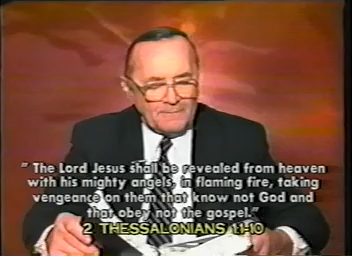 " The Lord Jesus shall be revealed from heaven
with his mighty angels, in flaming fire, taking
vengeance on them that know not God and
that obey not the gospel."
2 THESSALONIANS 1:1-10